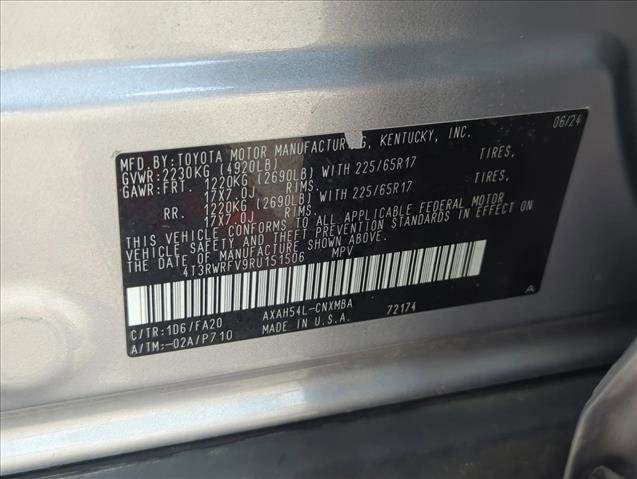 MFD.BY: TOYOTA MOTOR MANUFACTURING, KENTUCKY, INC. 06/24
GVWR: 2230KG (4920LB)
GAWR: FRT. 1220KG (2690LB) WITH 225/65R17 TIRES,
17X7.0J RIMS.
RR. 1220KG (2690LB) WITH 225/65R17 TIRES,
17X7.0J RIMS.
THIS VEHICLE CONFORMS TO ALL APPLICABLE FEDERAL MOTOR
VEHICLE SAFETY AND THEFT PREVENTION STANDARDS IN EFFECT ON
THE DATE OF MANUFACTURE SHOWN ABOVE.
4T3RWRFV9RU151506 MPV
C/TR: 1D6/FA20 AXAH54L-CNXMBA 72174 A
A/TM: -02A/P710 MADE IN U.S.A.